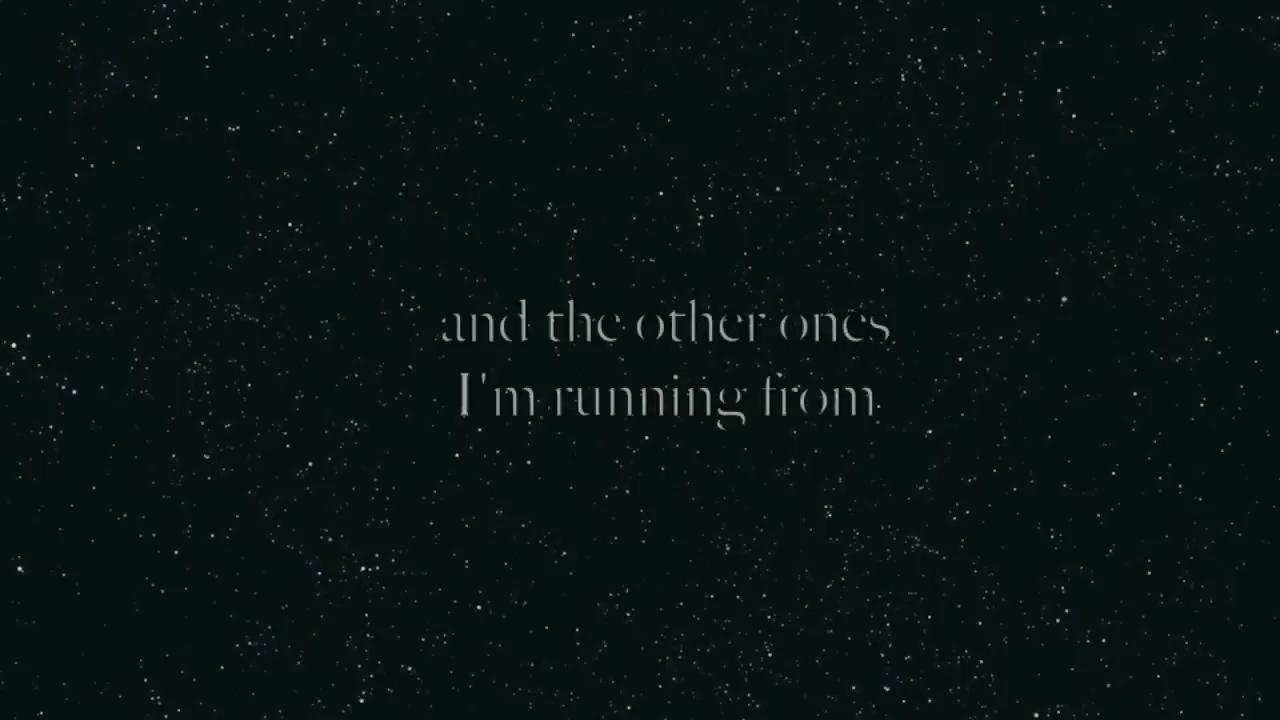 and the other ones
I'm running from